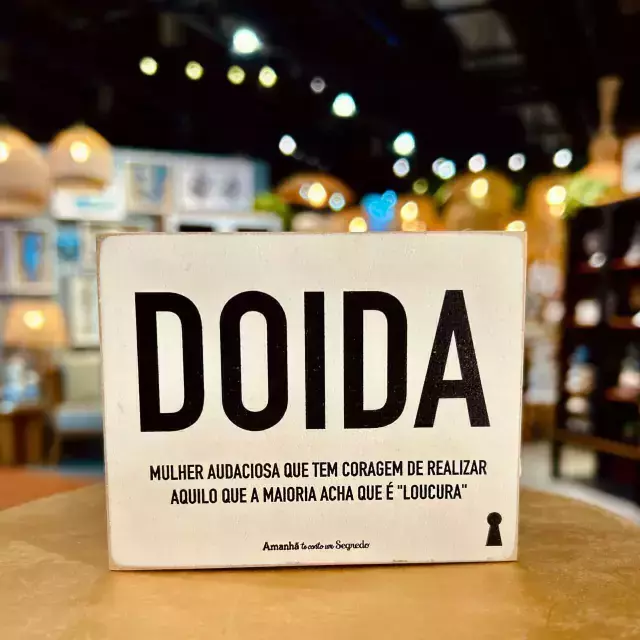 DOIDA
MULHER AUDACIOSA QUE TEM CORAGEM DE REALIZAR
AQUILO QUE A MAIORIA ACHA QUE É "LOUCURA"
Amanhã te conto um Segredo